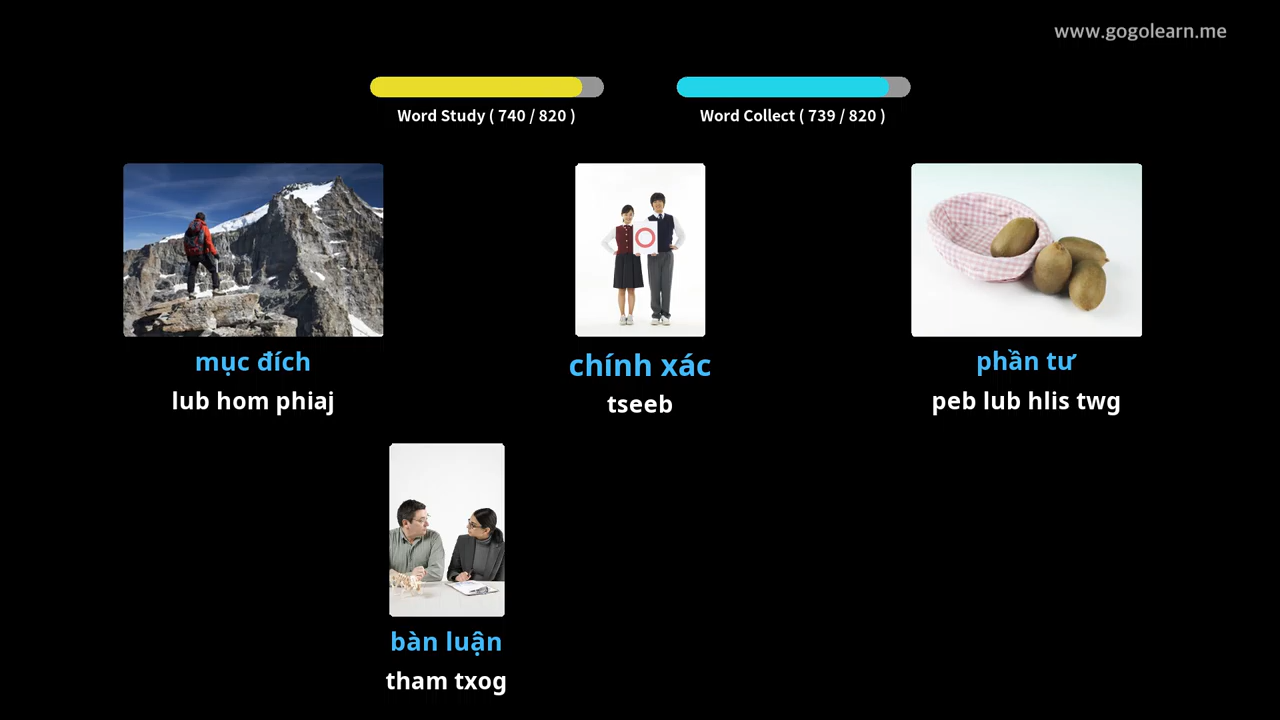 www.gogolearn.me
Word Study ( 740 / 820 )
Word Collect ( 739 / 820 )
mục đích
lub hom phiaj
chính xác
tseeb
phần tư
peb lub hlis twg
bàn luận
tham txog